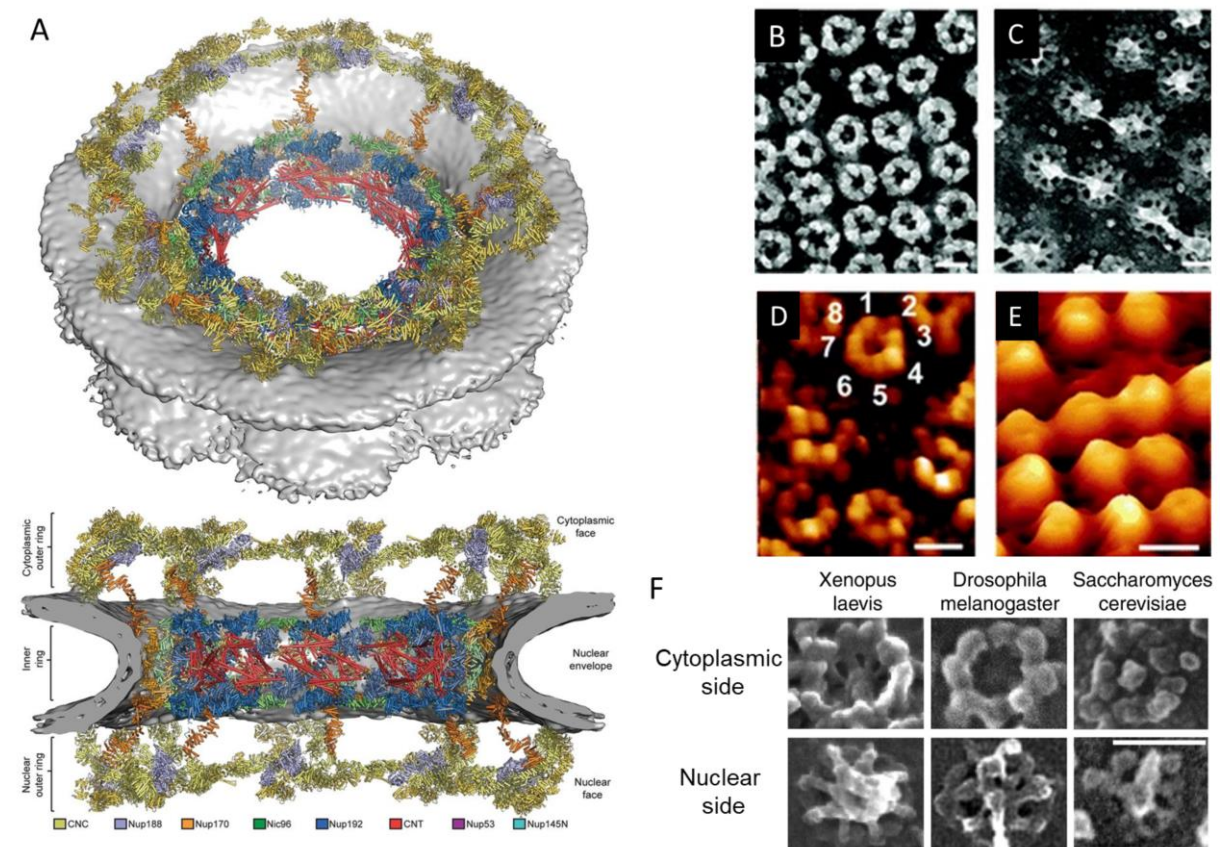 A
Cytoplasmic
outer ring
Cytoplasmic
face
Inner
ring
Nuclear
envelope
Nuclear
outer ring
Nuclear
face
CNC
Nup188
Nup170
Nic96
Nup192
CNT
Nup53
Nup145N
B
C
D
1
2
3
4
5
6
7
8
E
F
Xenopus
laevis
Drosophila
melanogaster
Saccharomyces
cerevisiae
Cytoplasmic
side
Nuclear
side